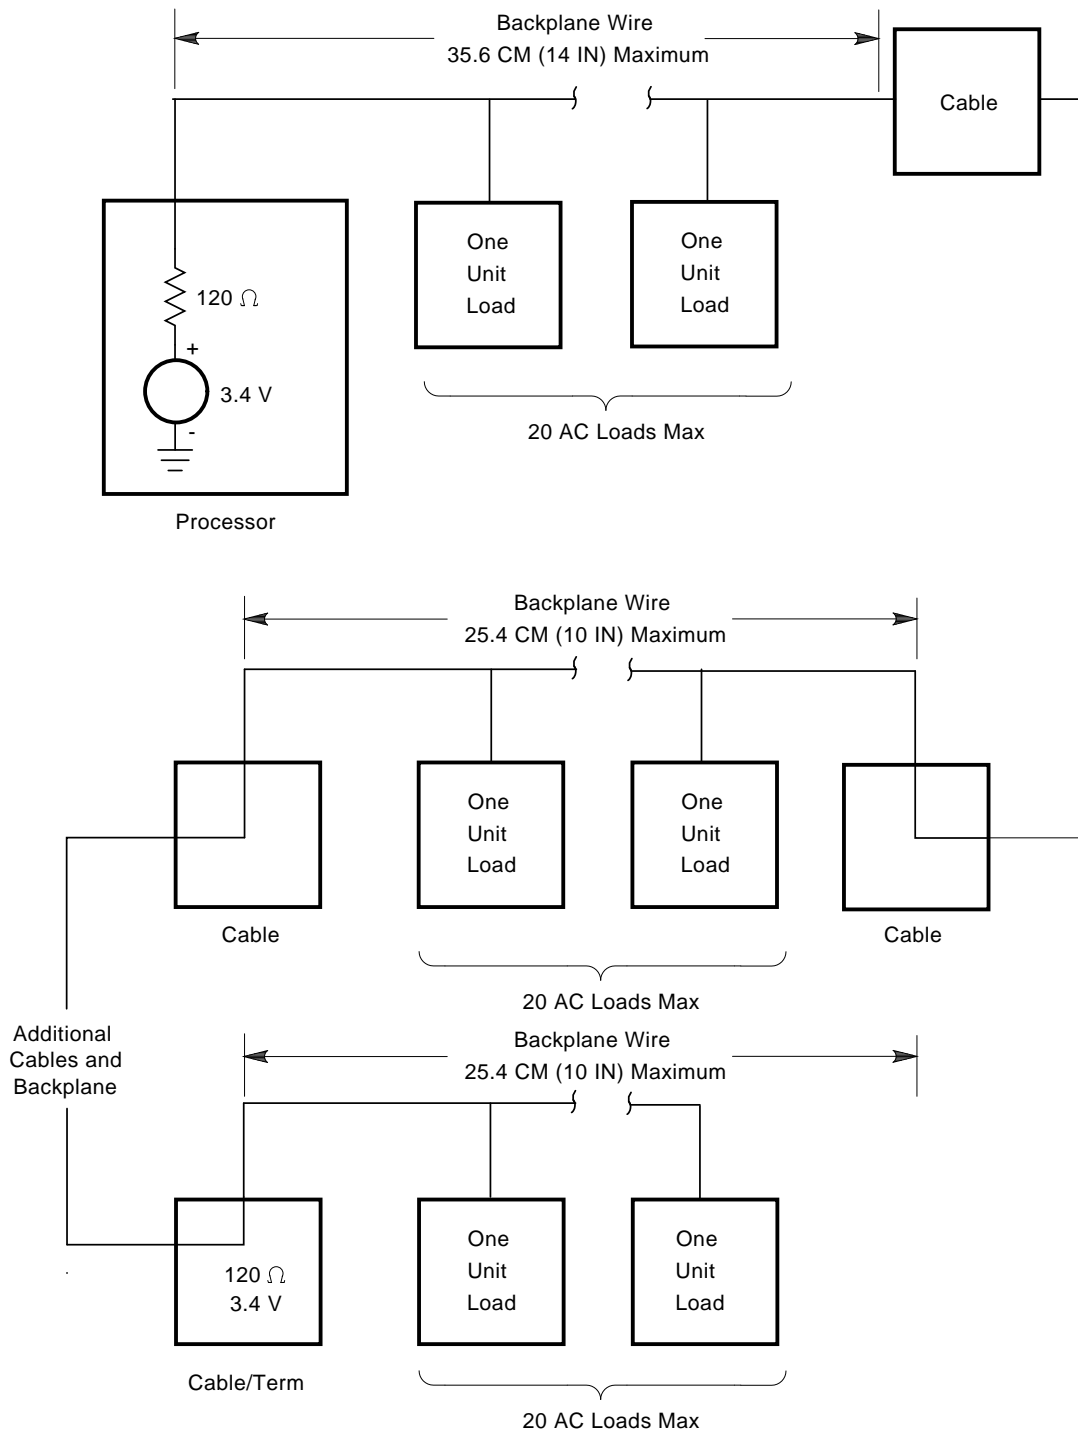 Backplane Wire
35.6 CM (14 IN) Maximum
Cable
One
Unit
Load
One
Unit
Load
120 Ω
+
3.4 V
-
20 AC Loads Max
Processor
Backplane Wire
25.4 CM (10 IN) Maximum
One
Unit
Load
One
Unit
Load
Cable
Cable
20 AC Loads Max
Additional
Cables and
Backplane
Backplane Wire
25.4 CM (10 IN) Maximum
120 Ω
3.4 V
One
Unit
Load
One
Unit
Load
Cable/Term
20 AC Loads Max